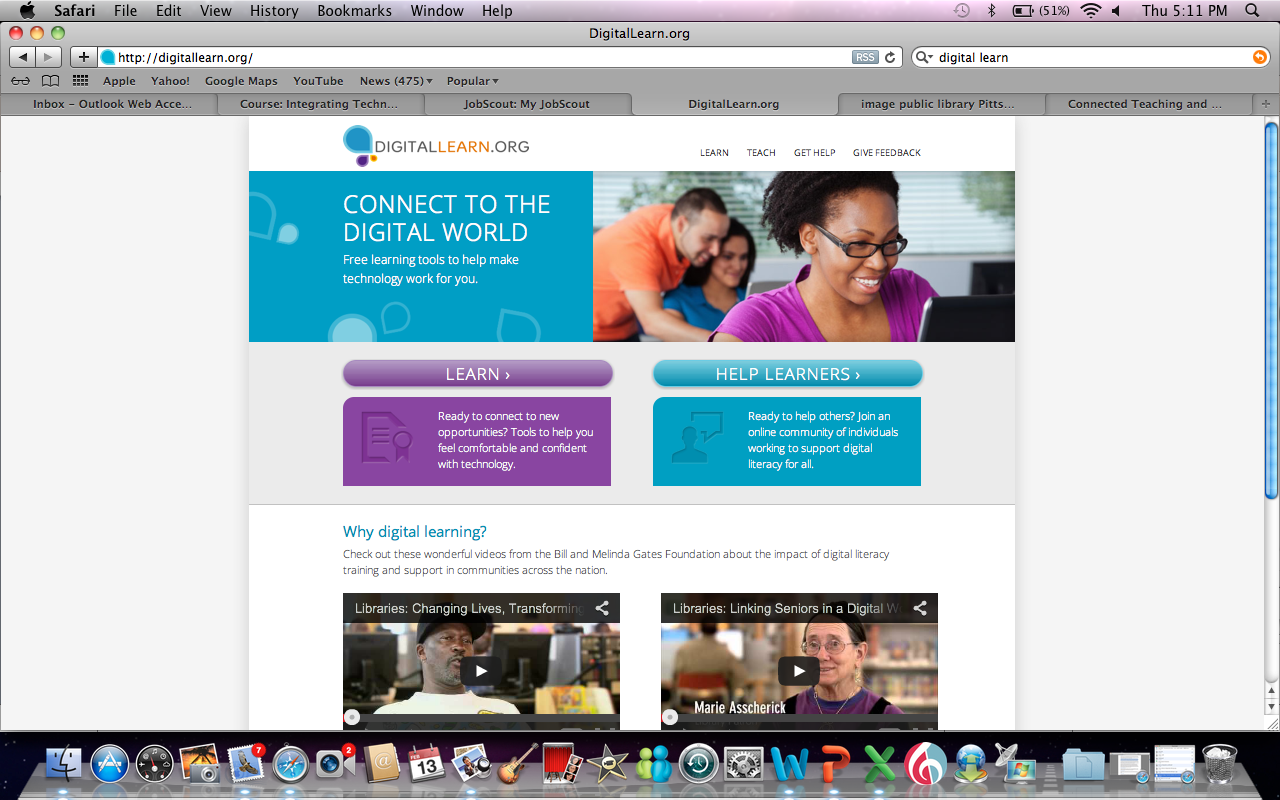 Safari File Edit View History Bookmarks Window Help (51%) Thu 5:11 PM
DigitalLearn.org
http://digitallearn.org/ RSS digital learn
Apple Yahoo! Google Maps YouTube News (475) Popular
Inbox – Outlook Web Acce... Course: Integrating Techn... JobScout: My JobScout DigitalLearn.org image public library Pitts... Connected Teaching and ...
DIGITALLEARN.ORG
LEARN TEACH GET HELP GIVE FEEDBACK
CONNECT TO THE
DIGITAL WORLD
Free learning tools to help make
technology work for you.
LEARN ›
Ready to connect to new
opportunities? Tools to help you
feel comfortable and confident
with technology.
HELP LEARNERS ›
Ready to help others? Join an
online community of individuals
working to support digital
literacy for all.
Why digital learning?
Check out these wonderful videos from the Bill and Melinda Gates Foundation about the impact of digital literacy
training and support in communities across the nation.
Libraries: Changing Lives, Transforming
Libraries: Linking Seniors in a Digital W
Marie Asscherick
7
2
FEB
13